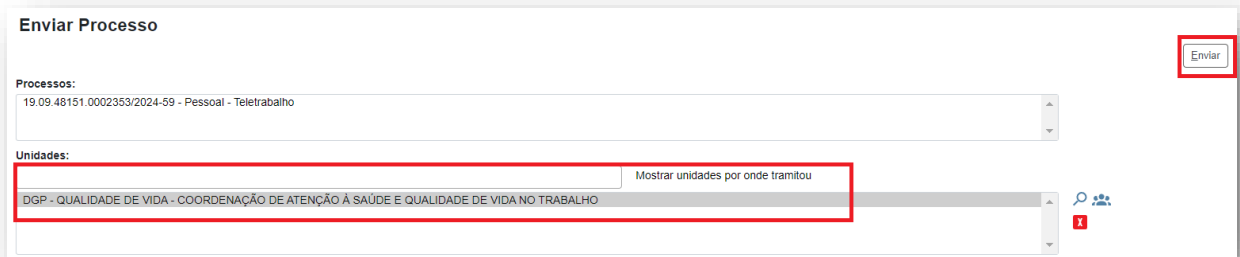 Enviar Processo
Enviar
Processos:
19.09.48151.0002353/2024-59 - Pessoal - Teletrabalho
Unidades:
Mostrar unidades por onde tramitou
DGP - QUALIDADE DE VIDA - COORDENAÇÃO DE ATENÇÃO À SAÚDE E QUALIDADE DE VIDA NO TRABALHO